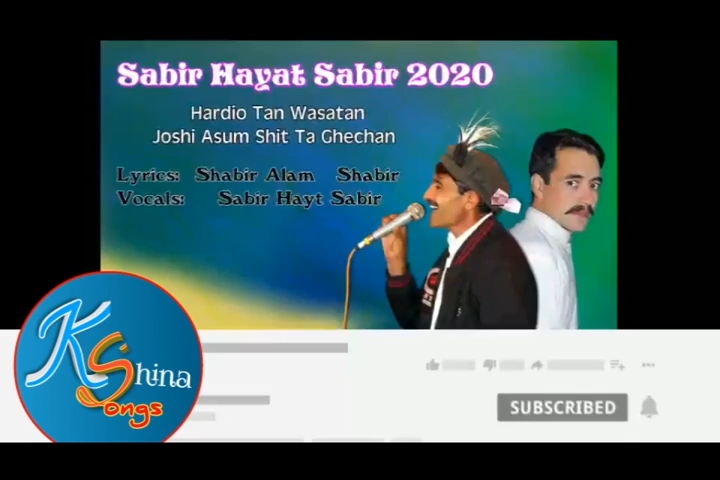 Sabir Hayat Sabir 2020
Hardio Tan Wasatan
Joshi Asum Shit Ta Ghechan
Lyrics: Shabir Alam Shabir
Vocals: Sabir Hayt Sabir
K Shina
Songs
SUBSCRIBED